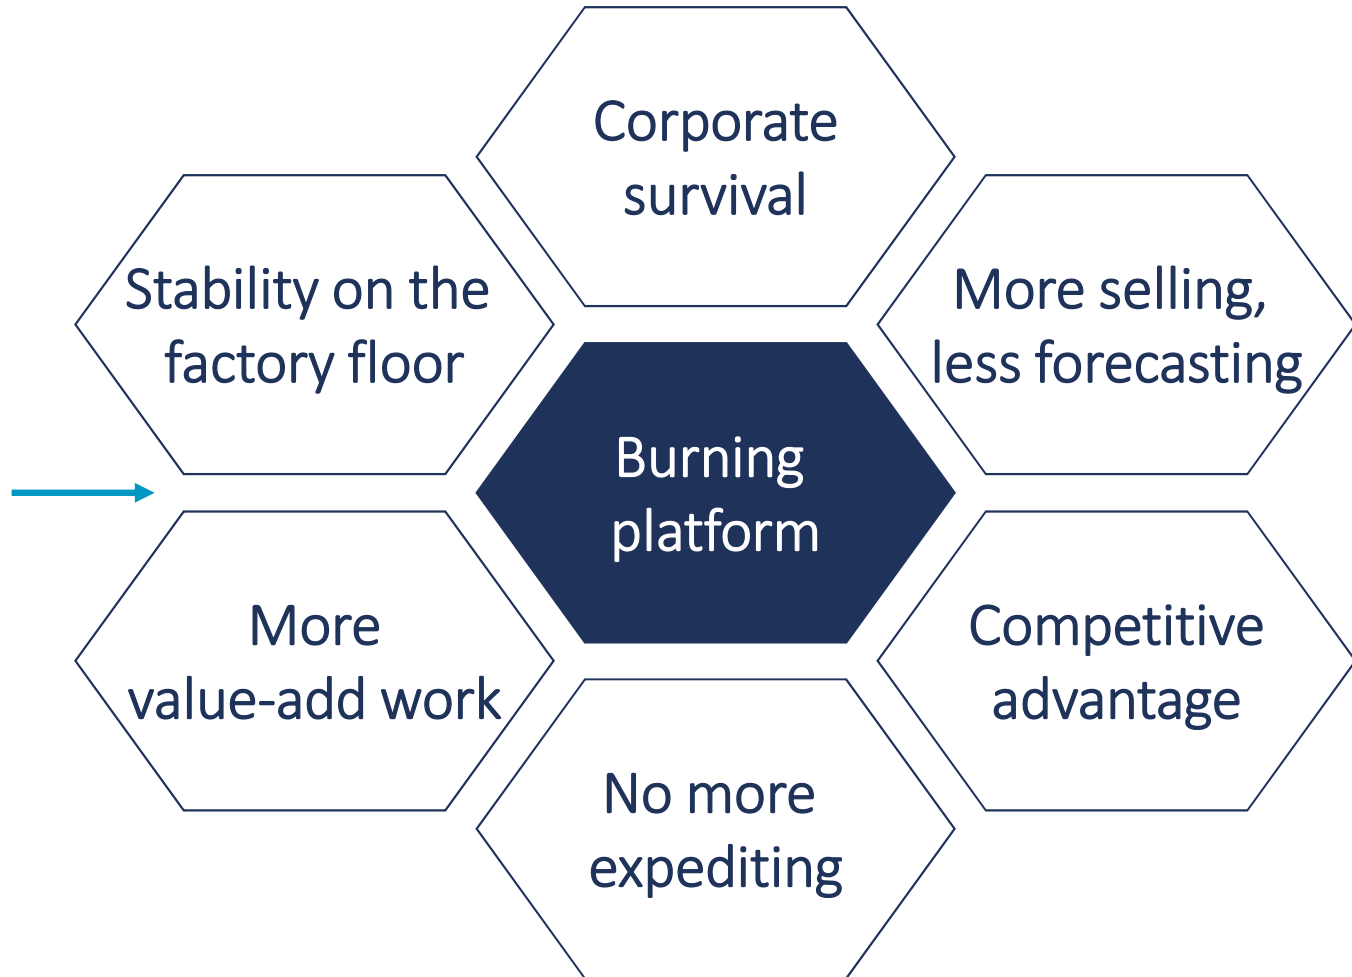 Corporate
survival
Stability on the
factory floor
More selling,
less forecasting
Burning
platform
More
value-add work
Competitive
advantage
No more
expediting